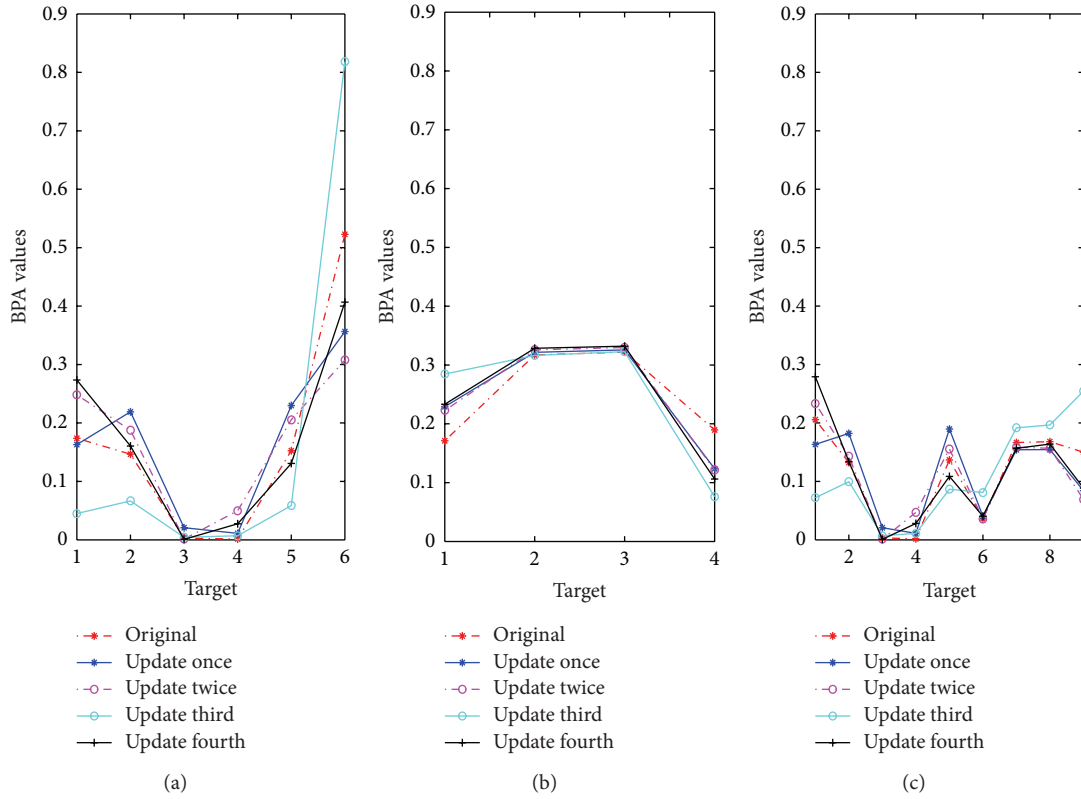 0.9
0.8
0.7
0.6
0.5
0.4
0.3
0.2
0.1
0
BPA values
1 2 3 4 5 6
Target
Original
Update once
Update twice
Update third
Update fourth
(a)
0.9
0.8
0.7
0.6
0.5
0.4
0.3
0.2
0.1
0
BPA values
1 2 3 4
Target
Original
Update once
Update twice
Update third
Update fourth
(b)
0.9
0.8
0.7
0.6
0.5
0.4
0.3
0.2
0.1
0
BPA values
2 4 6 8
Target
Original
Update once
Update twice
Update third
Update fourth
(c)